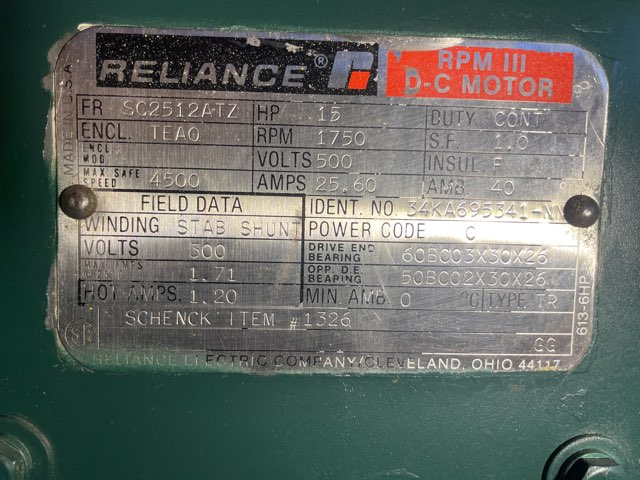 RELIANCE®
RPM III
D-C MOTOR
MADE IN U.S.A.
FR SC2512ATZ HP 15 DUTY CONT
ENCL. TEAO RPM 1750 S.F. 1.0
ENCL. MOD. VOLTS 500 INSUL F
MAX SAFE SPEED 4500 AMPS 25.60 AMB 40 °
FIELD DATA IDENT. NO. 34KA695341-NN
WINDING STAB SHUNT POWER CODE C
VOLTS 300 DRIVE END BEARING 60BC03X30X26
1.71 OPP. D.E. BEARING 50BC02X30X26
HOT AMPS. 1.20 MIN AMB. 0 °C TYPE TR
SCHENCK ITEM #1326
GG
613-6HP
RELIANCE ELECTRIC COMPANY/CLEVELAND, OHIO 44117